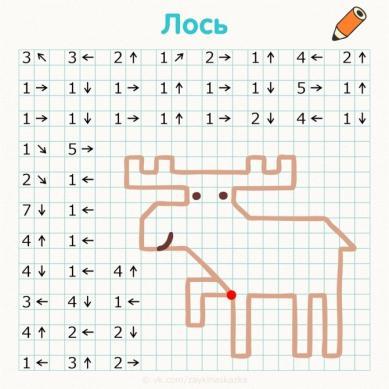 Лось
3↖ 3← 2↑ 1↗ 2→ 1↑ 4← 2↑
1→ 1↓ 1→ 1↑ 1→ 1↓ 5→ 1↑
1→ 1↓ 1→ 1↑ 1→ 2↓ 4← 1↓
1↘ 5→
2↘ 1←
7↓ 1←
4↑ 1←
4↓ 1← 4↑
3← 4↓ 1←
4↑ 2← 2↓
1← 3↑ 2→
© vk.com/zaykinaskazka